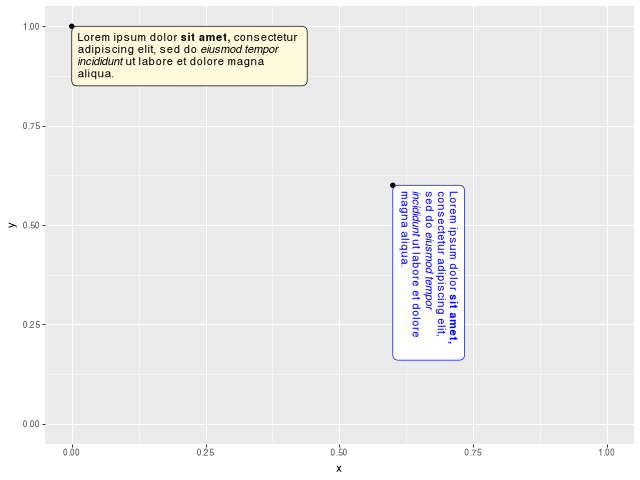 1.00
Lorem ipsum dolor sit amet, consectetur
adipiscing elit, sed do eiusmod tempor
incididunt ut labore et dolore magna
aliqua.
0.75
y
0.50
0.25
0.00
Lorem ipsum dolor sit amet,
consectetur adipiscing elit,
sed do eiusmod tempor
incididunt ut labore et dolore
magna aliqua.
0.00 0.25 0.50 0.75 1.00
x